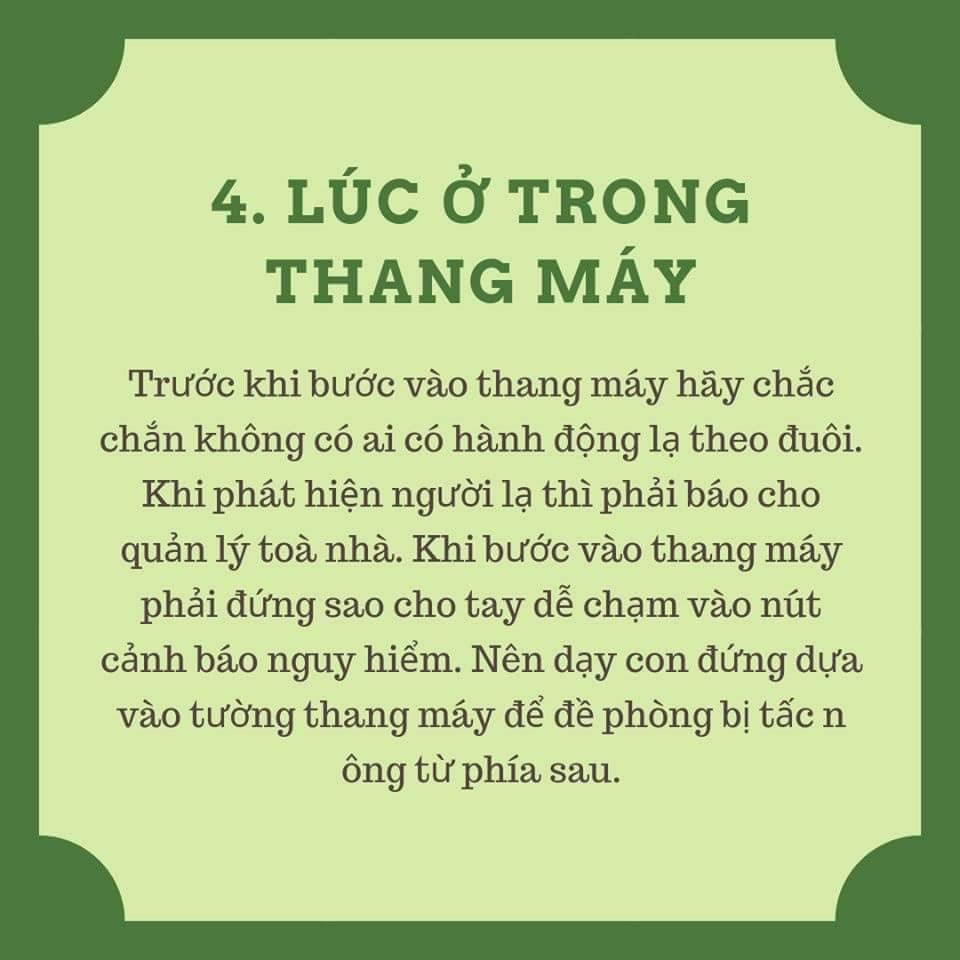 4. LÚC Ở TRONG
THANG MÁY
Trước khi bước vào thang máy hãy chắc
chắn không có ai có hành động lạ theo đuôi.
Khi phát hiện người lạ thì phải báo cho
quản lý toà nhà. Khi bước vào thang máy
phải đứng sao cho tay dễ chạm vào nút
cảnh báo nguy hiểm. Nên dạy con đứng dựa
vào tường thang máy để đề phòng bị tấc n
ông từ phía sau.